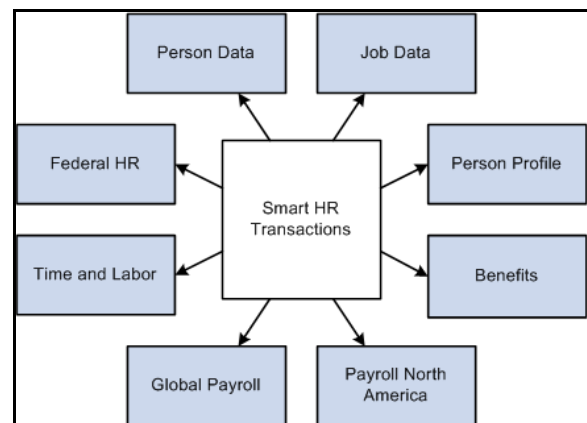 Person Data
Job Data
Federal HR
Person Profile
Smart HR
Transactions
Time and Labor
Benefits
Global Payroll
Payroll North
America